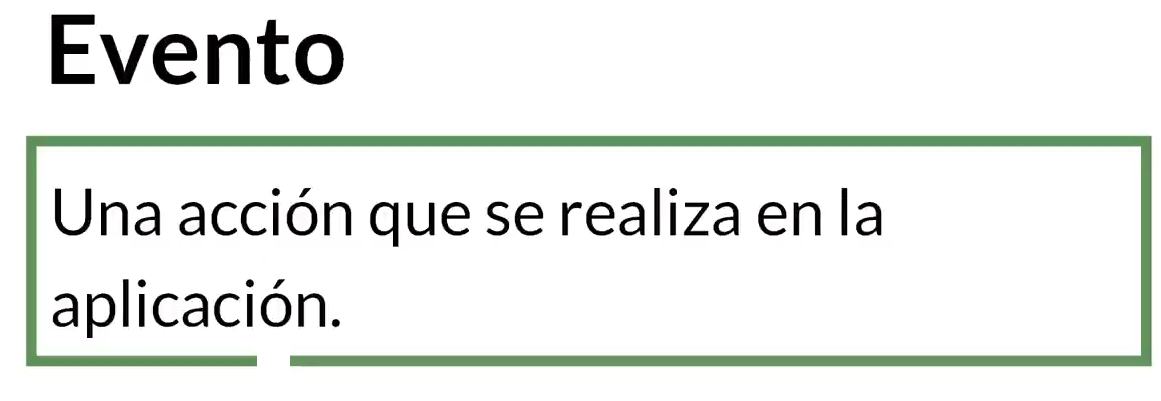 Evento
Una acción que se realiza en la
aplicación.